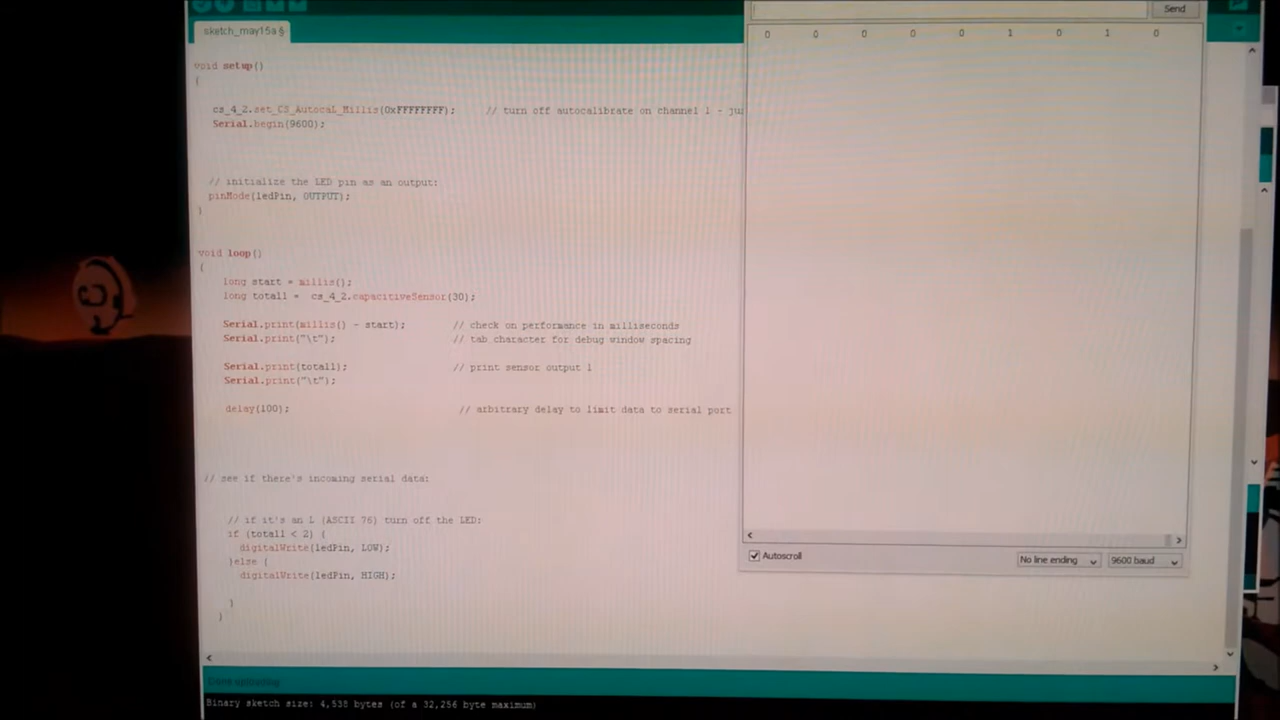 sketch_may15a §
void setup()
{
cs_4_2.set_CS_AutocaL_Millis(0xFFFFFFFF); // turn off autocalibrate on channel 1 - ju
Serial.begin(9600);
// initialize the LED pin as an output:
pinMode(ledPin, OUTPUT);
}
void loop()
{
long start = millis();
long total1 = cs_4_2.capacitiveSensor(30);
Serial.print(millis() - start); // check on performance in milliseconds
Serial.print("\t"); // tab character for debug window spacing
Serial.print(total1); // print sensor output 1
Serial.print("\t");
delay(100); // arbitrary delay to limit data to serial port
// see if there's incoming serial data:
// if it's an L (ASCII 76) turn off the LED:
if (total1 < 2) {
digitalWrite(ledPin, LOW);
}else {
digitalWrite(ledPin, HIGH);
}
}
Done uploading.
Binary sketch size: 4,538 bytes (of a 32,256 byte maximum)
Send
0 0 0 0 0 1 0 1 0
Autoscroll
No line ending
9600 baud